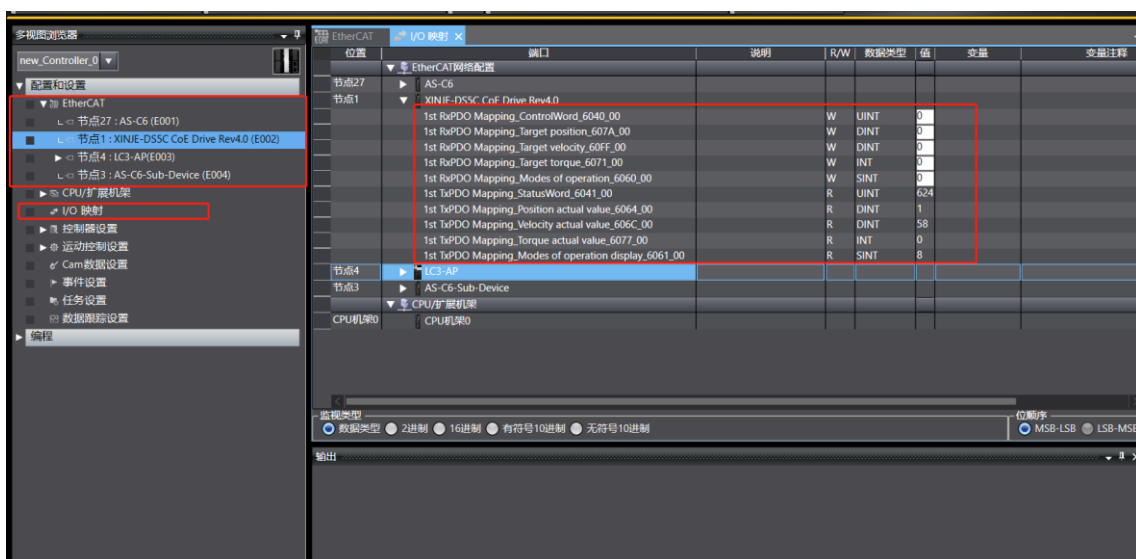 多视图浏览器
new_Controller_0
配置和设置
EtherCAT
节点27 : AS-C6 (E001)
节点1 : XINJE-DS5C CoE Drive Rev4.0 (E002)
节点4 : LC3-AP(E003)
节点3 : AS-C6-Sub-Device (E004)
CPU/扩展机架
I/O 映射
控制器设置
运动控制设置
Cam数据设置
事件设置
任务设置
数据跟踪设置
编程
EtherCAT I/O 映射
位置 端口 说明 R/W 数据类型 值 变量 变量注释
EtherCAT网络配置
节点27 AS-C6
节点1 XINJE-DS5C CoE Drive Rev4.0
1st RxPDO Mapping_ControlWord_6040_00 W UINT 0
1st RxPDO Mapping_Target position_607A_00 W DINT 0
1st RxPDO Mapping_Target velocity_60FF_00 W DINT 0
1st RxPDO Mapping_Target torque_6071_00 W INT 0
1st RxPDO Mapping_Modes of operation_6060_00 W SINT 0
1st TxPDO Mapping_StatusWord_6041_00 R UINT 624
1st TxPDO Mapping_Position actual value_6064_00 R DINT 1
1st TxPDO Mapping_Velocity actual value_606C_00 R DINT 58
1st TxPDO Mapping_Torque actual value_6077_00 R INT 0
1st TxPDO Mapping_Modes of operation display_6061_00 R SINT 8
节点4 LC3-AP
节点3 AS-C6-Sub-Device
CPU/扩展机架
CPU机架0 CPU机架0
监视类型
数据类型 2进制 16进制 有符号10进制 无符号10进制
位顺序
MSB-LSB LSB-MSB
输出